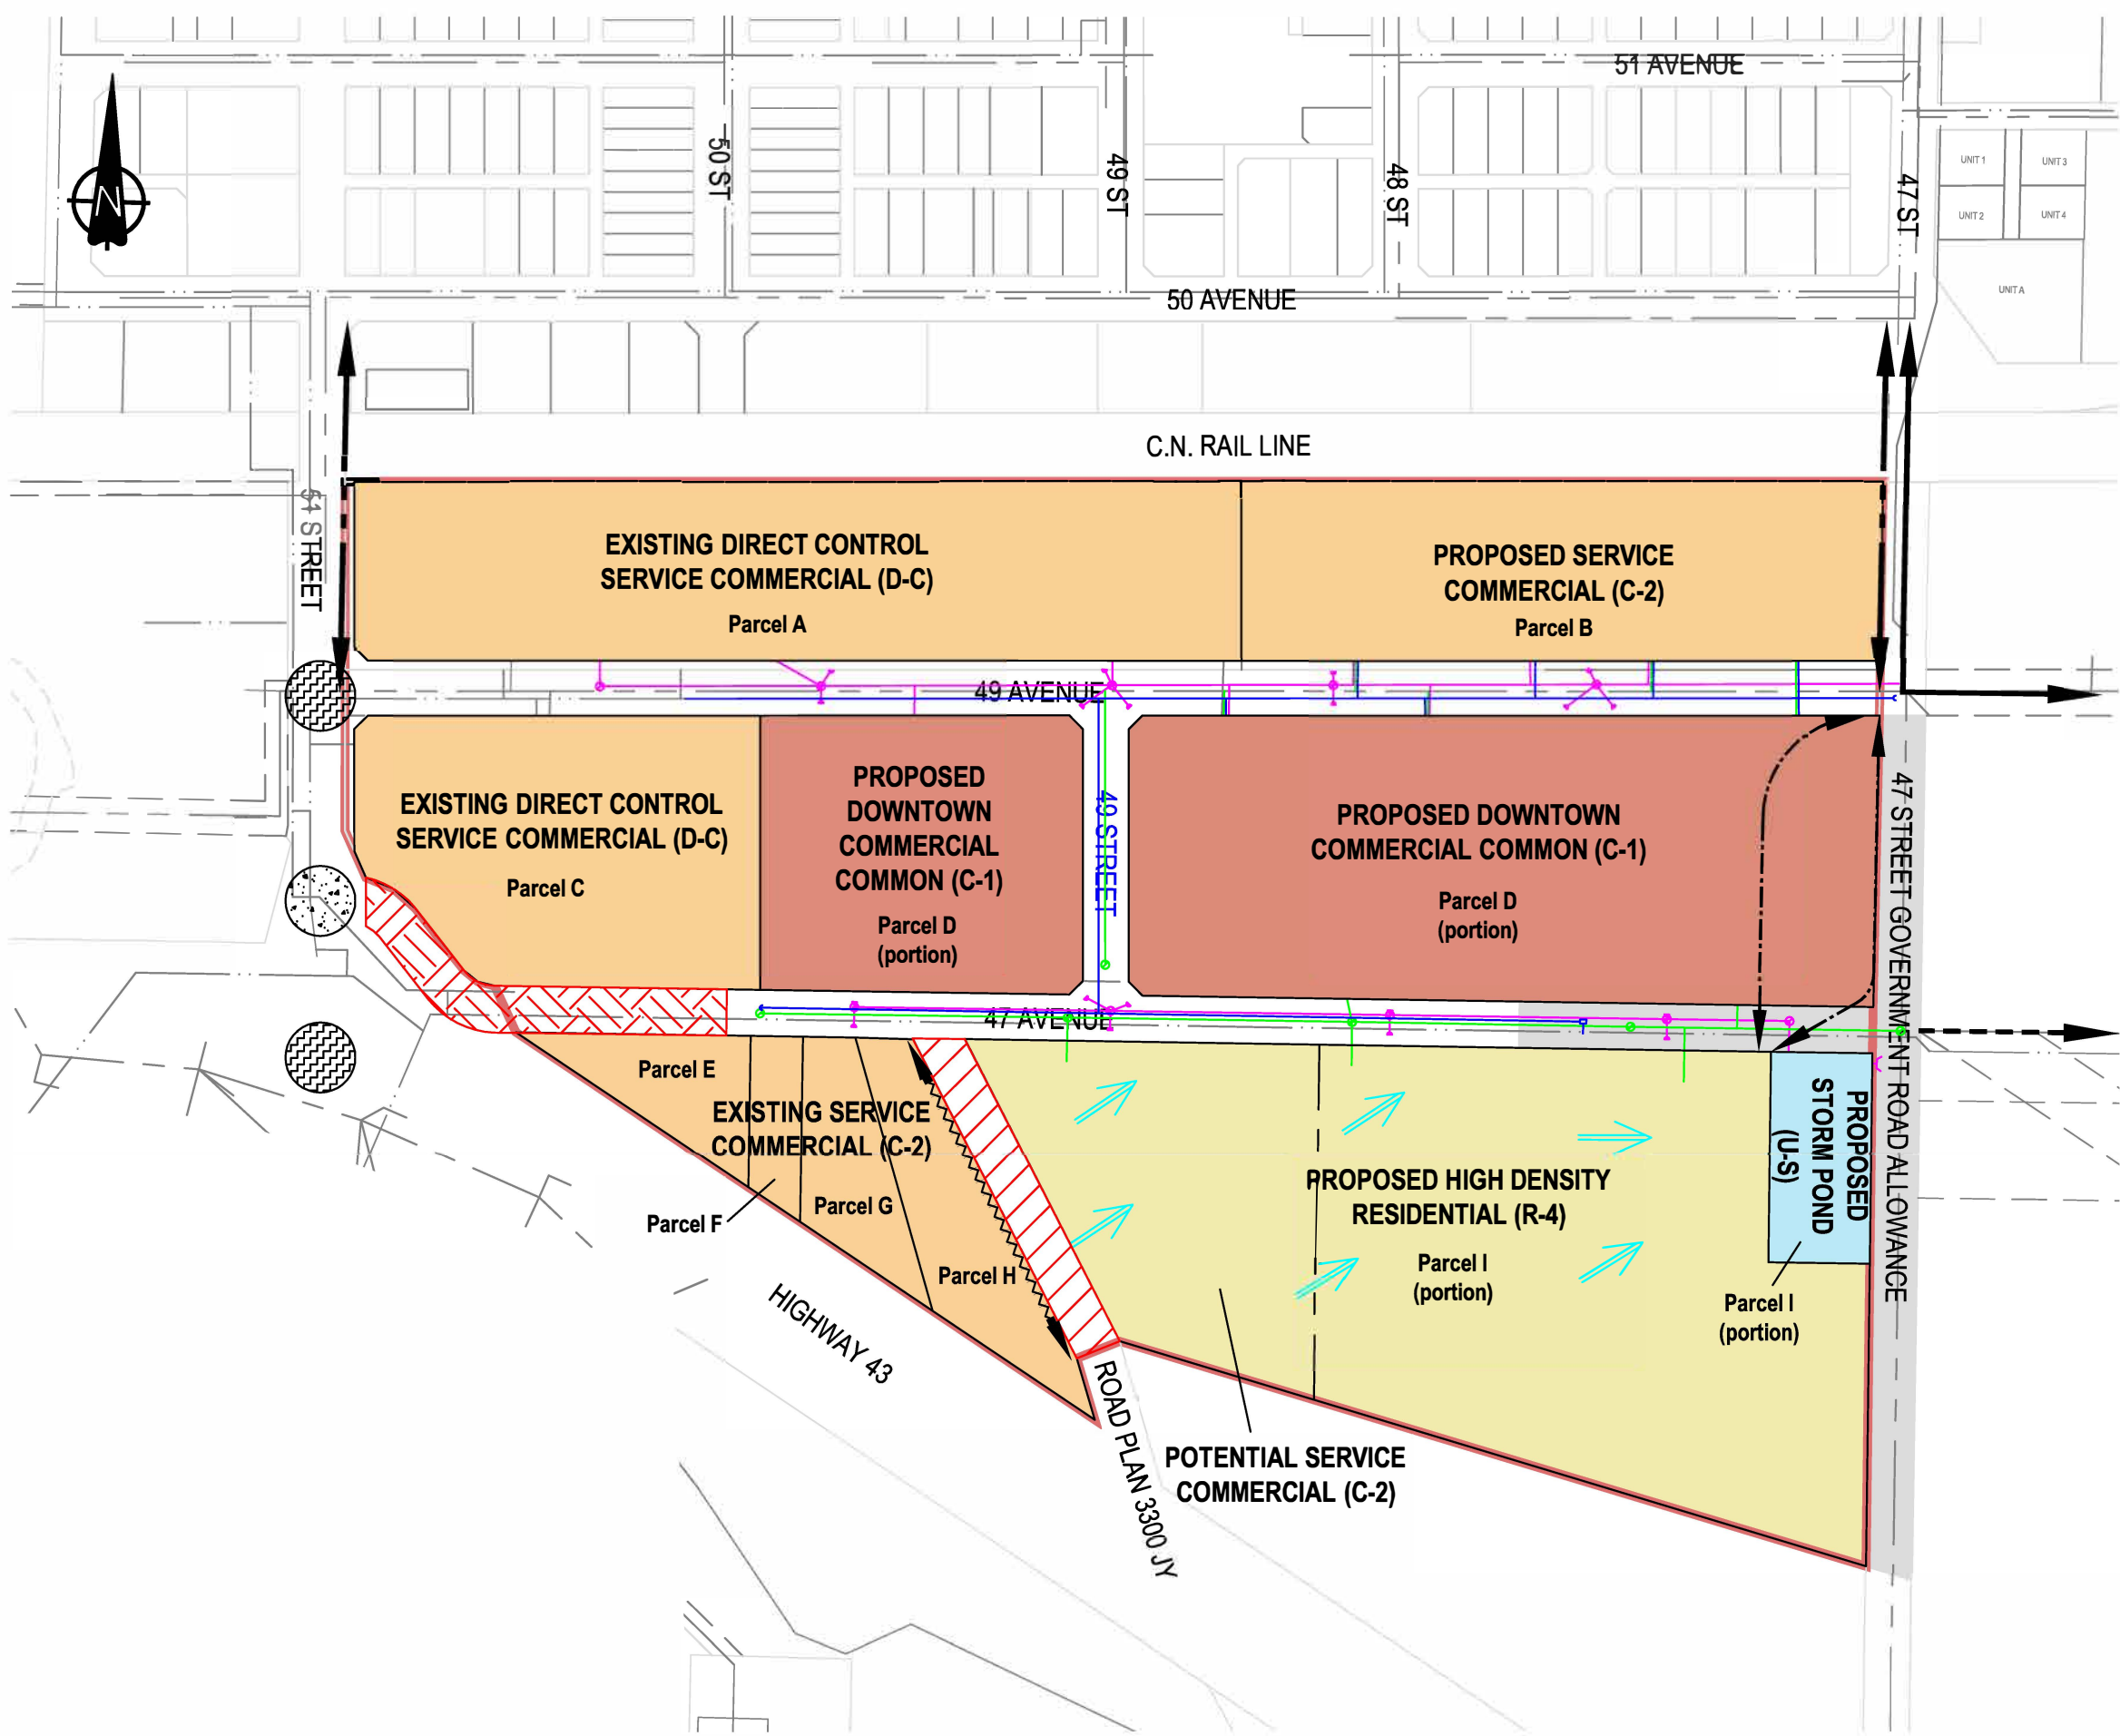 51 AVENUE
50 ST
49 ST
48 ST
47 ST
UNIT 1
UNIT 3
UNIT 2
UNIT 4
UNIT A
N
50 AVENUE
C.N. RAIL LINE
51 STREET
EXISTING DIRECT CONTROL
SERVICE COMMERCIAL (D-C)
Parcel A
PROPOSED SERVICE
COMMERCIAL (C-2)
Parcel B
49 AVENUE
EXISTING DIRECT CONTROL
SERVICE COMMERCIAL (D-C)
Parcel C
PROPOSED
DOWNTOWN
COMMERCIAL
COMMON (C-1)
Parcel D
(portion)
49 STREET
PROPOSED DOWNTOWN
COMMERCIAL COMMON (C-1)
Parcel D
(portion)
47 STREET GOVERNMENT ROAD ALLOWANCE
47 AVENUE
Parcel E
EXISTING SERVICE
COMMERCIAL (C-2)
Parcel F
Parcel G
Parcel H
PROPOSED HIGH DENSITY
RESIDENTIAL (R-4)
Parcel I
(portion)
PROPOSED
STORM POND
(U-S)
Parcel I
(portion)
HIGHWAY 43
ROAD PLAN 3300 JY
POTENTIAL SERVICE
COMMERCIAL (C-2)